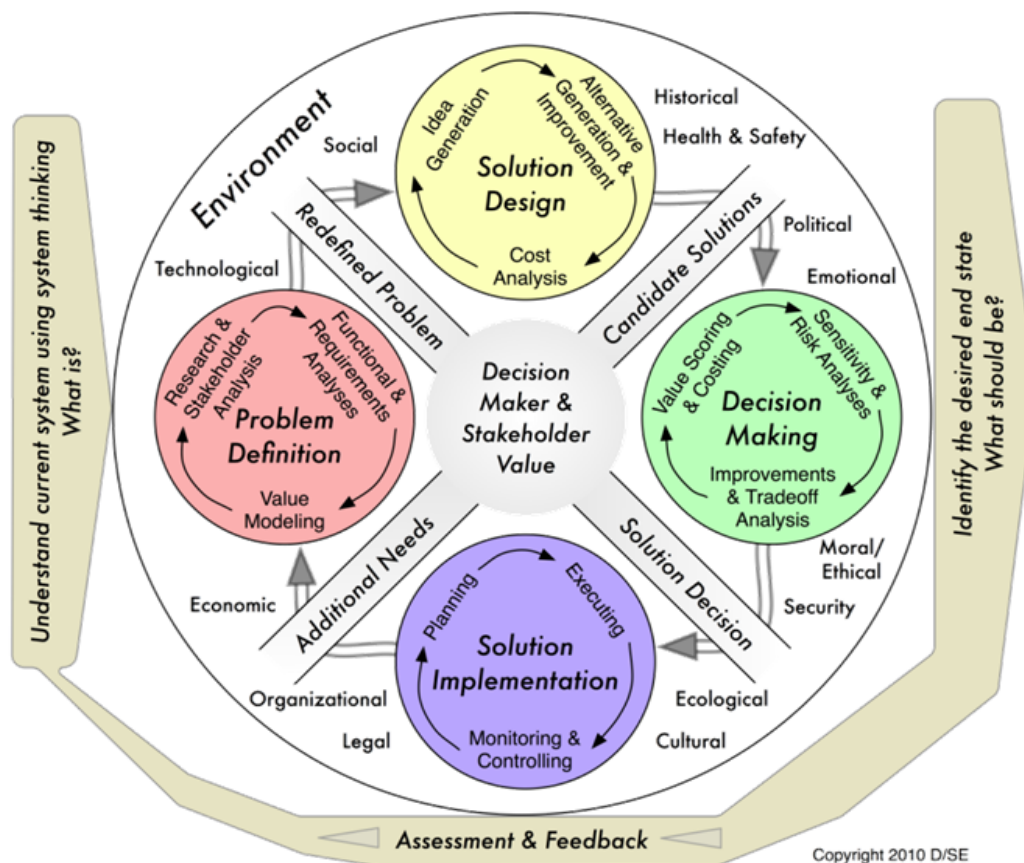 Environment
Social
Technological
Historical
Health & Safety
Political
Emotional
Idea
Generation
Alternative
Generation &
Improvement
Solution
Design
Cost
Analysis
Redefined Problem
Candidate Solutions
Understand current system using system thinking
What is?
Identify the desired end state
What should be?
Research &
Stakeholder
Analysis
Functional &
Requirements
Analyses
Problem
Definition
Value
Modeling
Decision
Maker &
Stakeholder
Value
Value Scoring
& Costing
Sensitivity &
Risk Analyses
Decision
Making
Improvements
& Tradeoff
Analysis
Additional Needs
Solution Decision
Moral/
Ethical
Security
Economic
Planning
Executing
Solution
Implementation
Monitoring &
Controlling
Organizational
Legal
Ecological
Cultural
Assessment & Feedback
Copyright 2010 D/SE